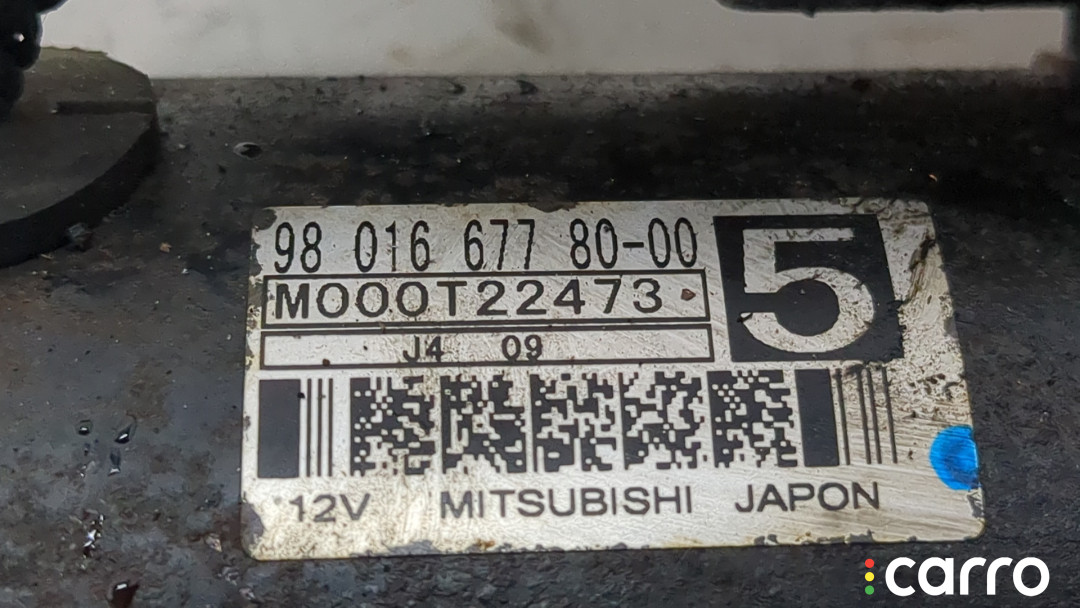 98 016 677 80-00
5
M000T22473
J4 09
12V MITSUBISHI JAPON
carro